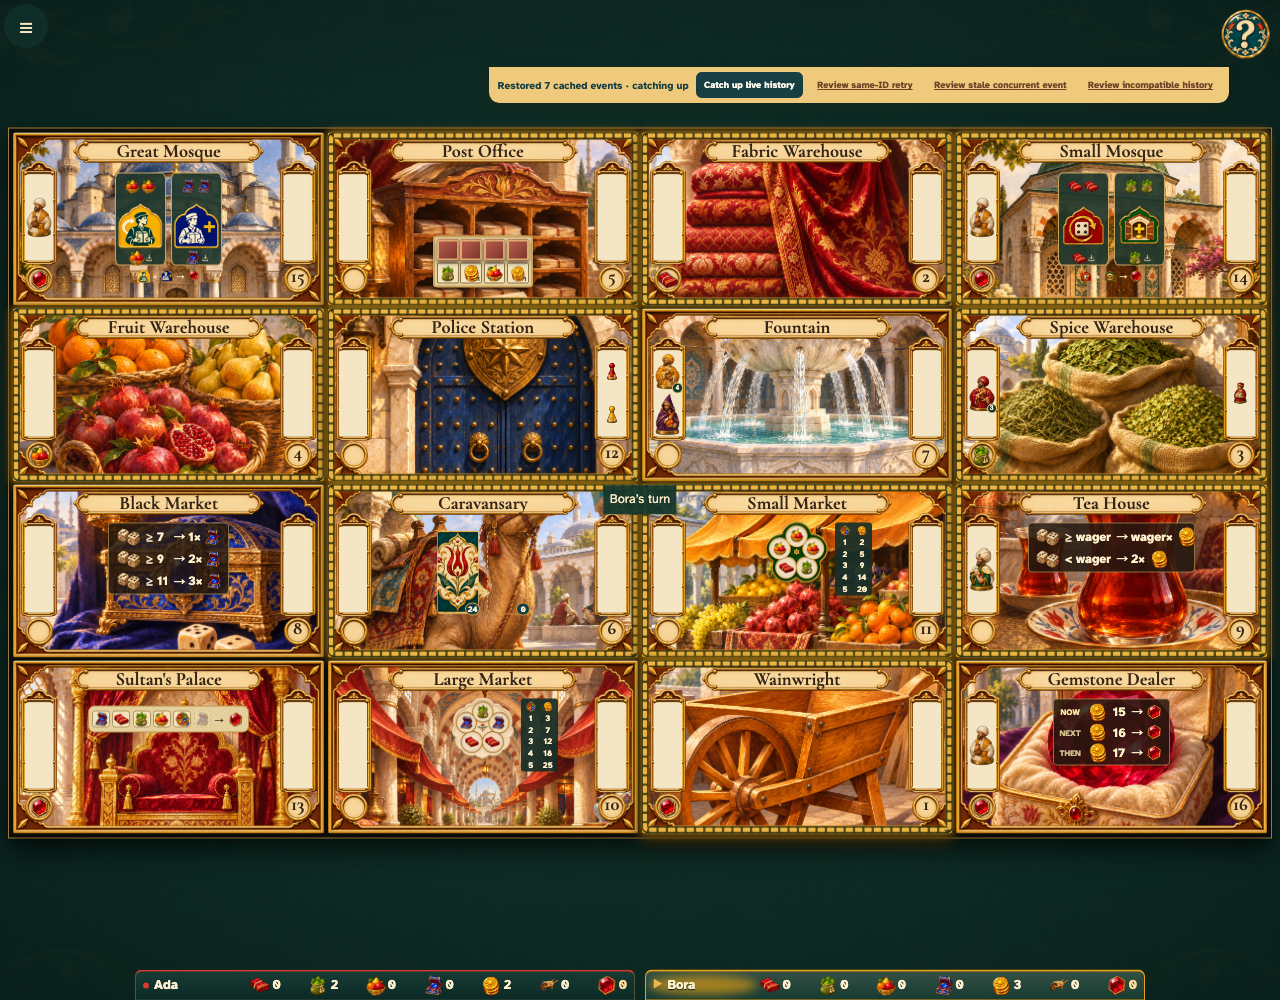 Restored 7 cached events · catching up
Catch up live history
Review same-ID retry
Review stale concurrent event
Review incompatible history
Great Mosque
15
Post Office
5
Fabric Warehouse
2
Small Mosque
14
Fruit Warehouse
4
Police Station
12
Fountain
4
7
Spice Warehouse
3
3
Black Market
≥ 7 → 1×
≥ 9 → 2×
≥ 11 → 3×
8
Caravansary
24
0
6
Bora's turn
Small Market
1 2
2 5
3 9
4 14
5 20
11
Tea House
≥ wager → wager×
< wager → 2×
9
Sultan's Palace
→
13
Large Market
1 3
2 7
3 12
4 18
5 25
10
Wainwright
1
Gemstone Dealer
NOW 15 →
NEXT 16 →
THEN 17 →
16
Ada 0 2 0 0 2 0 0
Bora 0 0 0 0 3 0 0